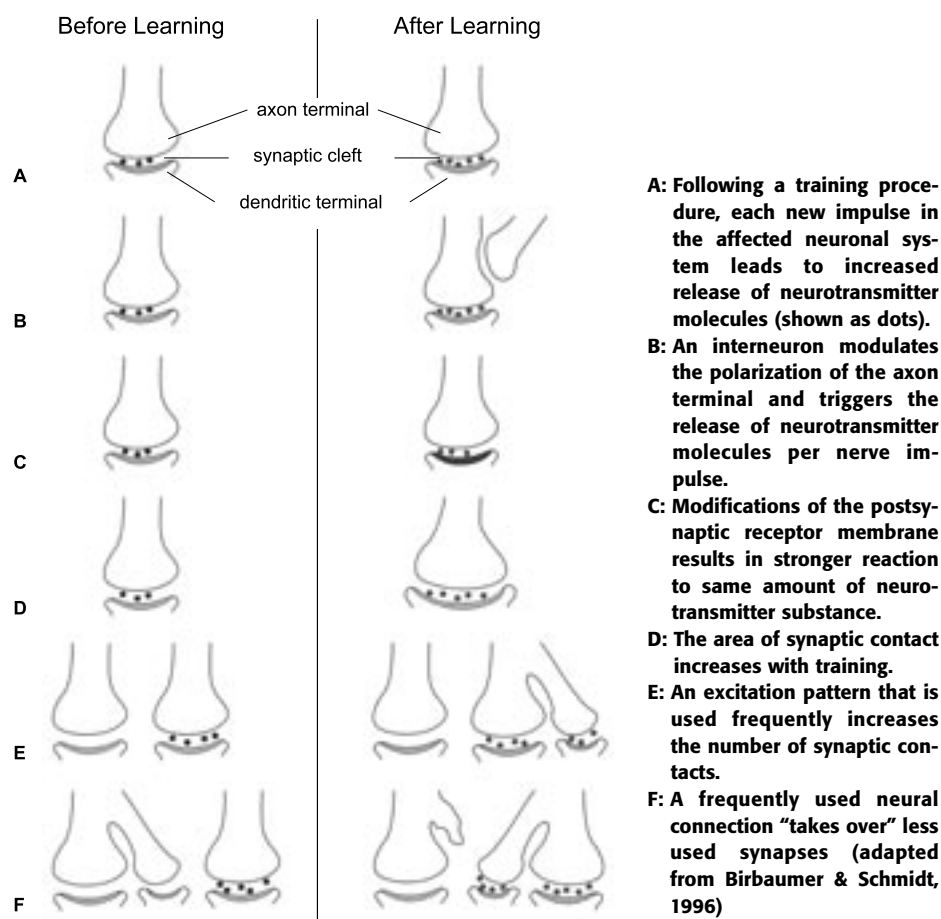 Before Learning
After Learning
axon terminal
synaptic cleft
dendritic terminal
A
B
C
D
E
F
A: Following a training proce-
dure, each new impulse in
the affected neuronal sys-
tem leads to increased
release of neurotransmitter
molecules (shown as dots).
B: An interneuron modulates
the polarization of the axon
terminal and triggers the
release of neurotransmitter
molecules per nerve im-
pulse.
C: Modifications of the postsy-
naptic receptor membrane
results in stronger reaction
to same amount of neuro-
transmitter substance.
D: The area of synaptic contact
increases with training.
E: An excitation pattern that is
used frequently increases
the number of synaptic con-
tacts.
F: A frequently used neural
connection “takes over” less
used synapses (adapted
from Birbaumer & Schmidt,
1996)